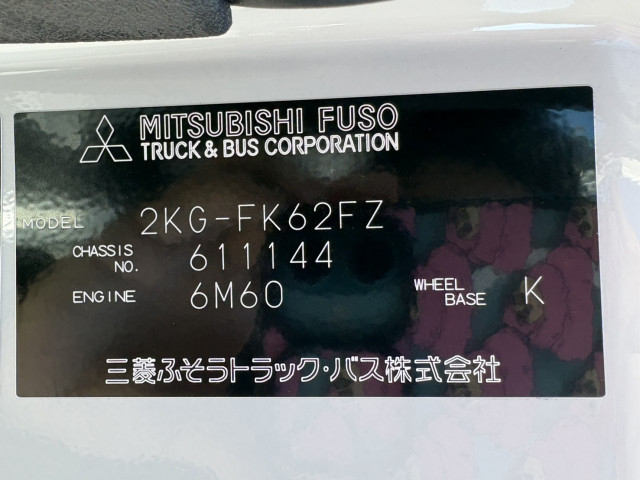 MITSUBISHI FUSO
TRUCK & BUS CORPORATION
MODEL 2KG-FK62FZ
CHASSIS NO. 611144
ENGINE 6M60 WHEEL BASE K
三菱ふそうトラック・バス株式会社